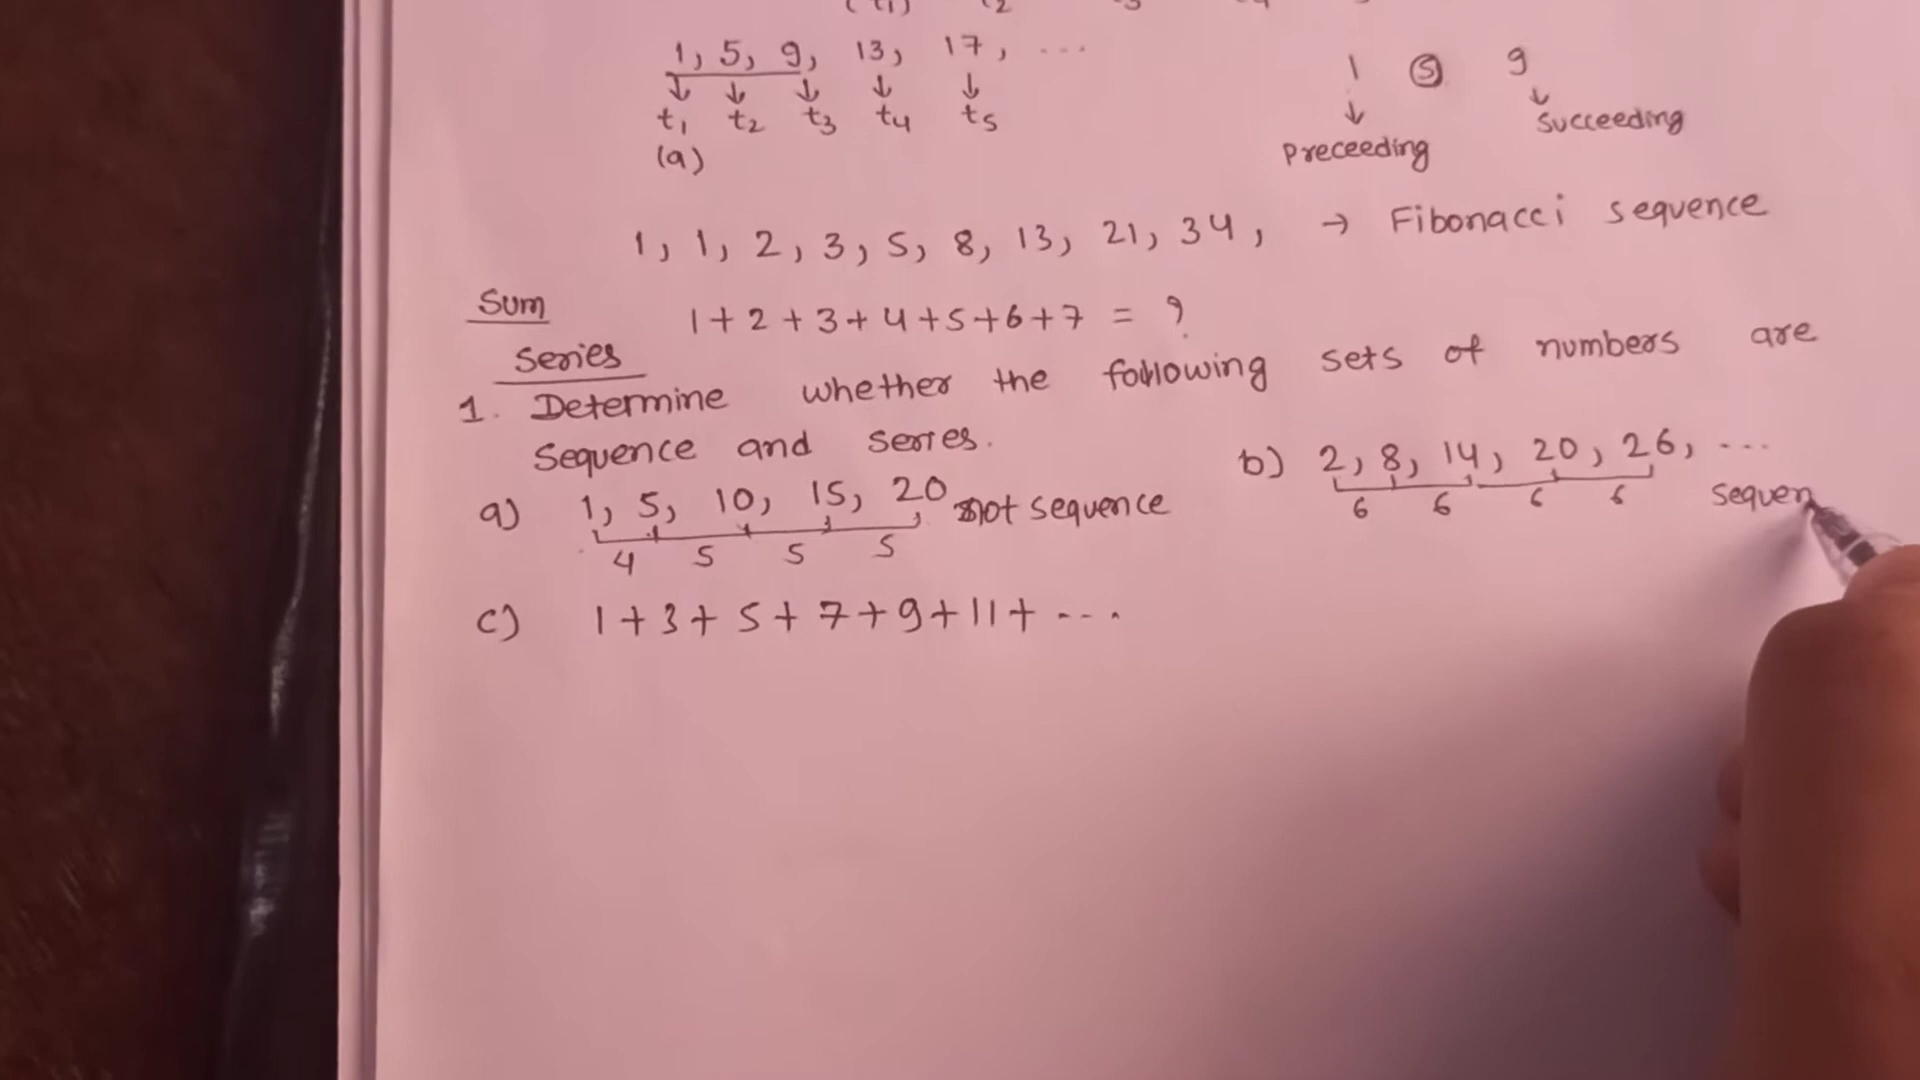 1, 5, 9, 13, 17, ...
↓ ↓ ↓ ↓ ↓
t1 t2 t3 t4 t5
(a)
1 5 9
↓ ↓
Preceeding Succeeding
1, 1, 2, 3, 5, 8, 13, 21, 34, → Fibonacci sequence
Sum
1+2+3+4+5+6+7 = ?
Series
1. Determine whether the following sets of numbers are
Sequence and series.
a) 1, 5, 10, 15, 20 not sequence
4 5 5 5
b) 2, 8, 14, 20, 26, ...
6 6 6 6 sequen
c) 1+3+5+7+9+11+ ...